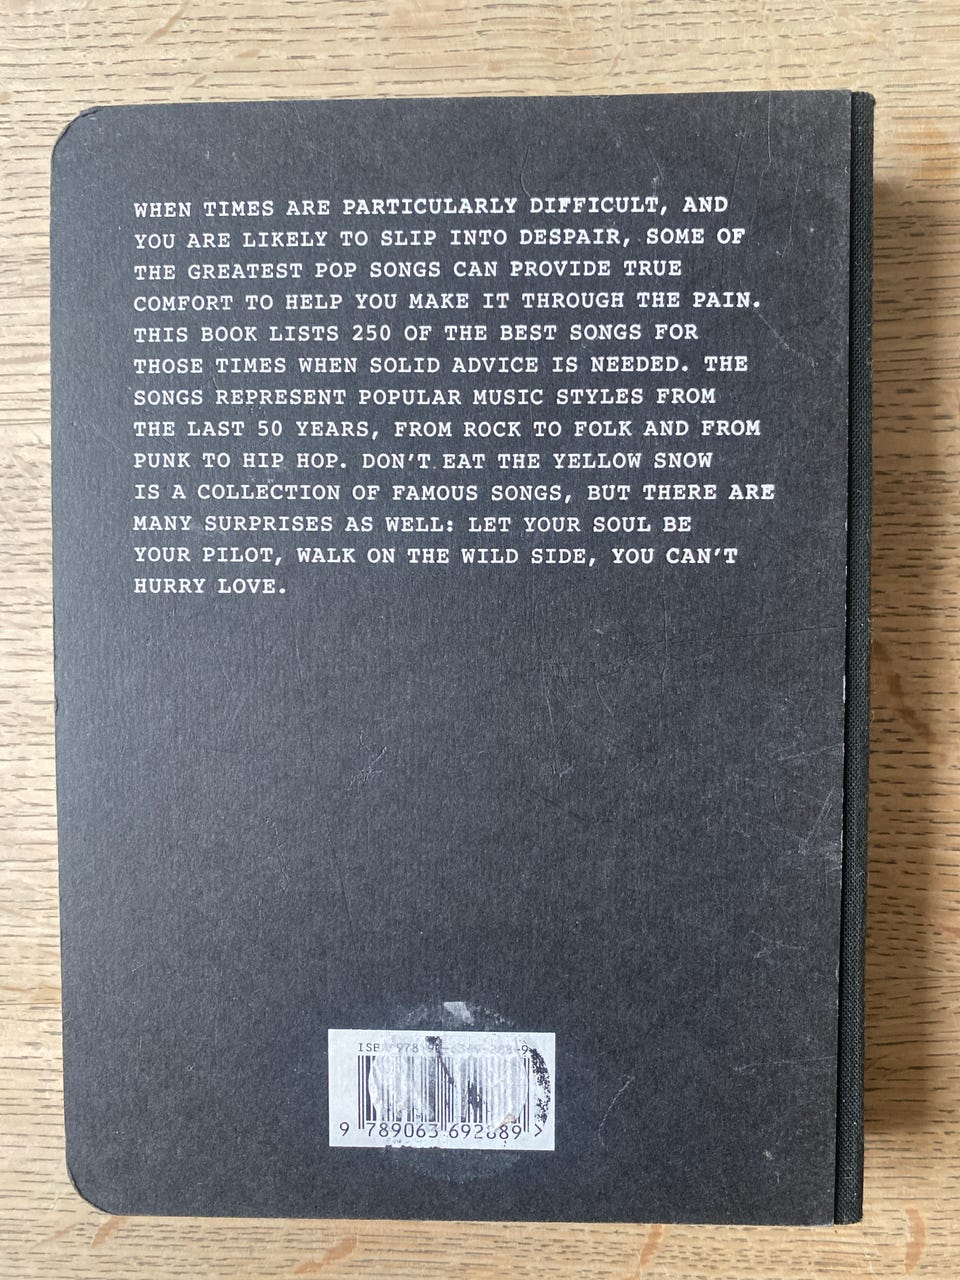 WHEN TIMES ARE PARTICULARLY DIFFICULT, AND
YOU ARE LIKELY TO SLIP INTO DESPAIR, SOME OF
THE GREATEST POP SONGS CAN PROVIDE TRUE
COMFORT TO HELP YOU MAKE IT THROUGH THE PAIN.
THIS BOOK LISTS 250 OF THE BEST SONGS FOR
THOSE TIMES WHEN SOLID ADVICE IS NEEDED. THE
SONGS REPRESENT POPULAR MUSIC STYLES FROM
THE LAST 50 YEARS, FROM ROCK TO FOLK AND FROM
PUNK TO HIP HOP. DON'T EAT THE YELLOW SNOW
IS A COLLECTION OF FAMOUS SONGS, BUT THERE ARE
MANY SURPRISES AS WELL: LET YOUR SOUL BE
YOUR PILOT, WALK ON THE WILD SIDE, YOU CAN'T
HURRY LOVE.
9 789063 692889 >